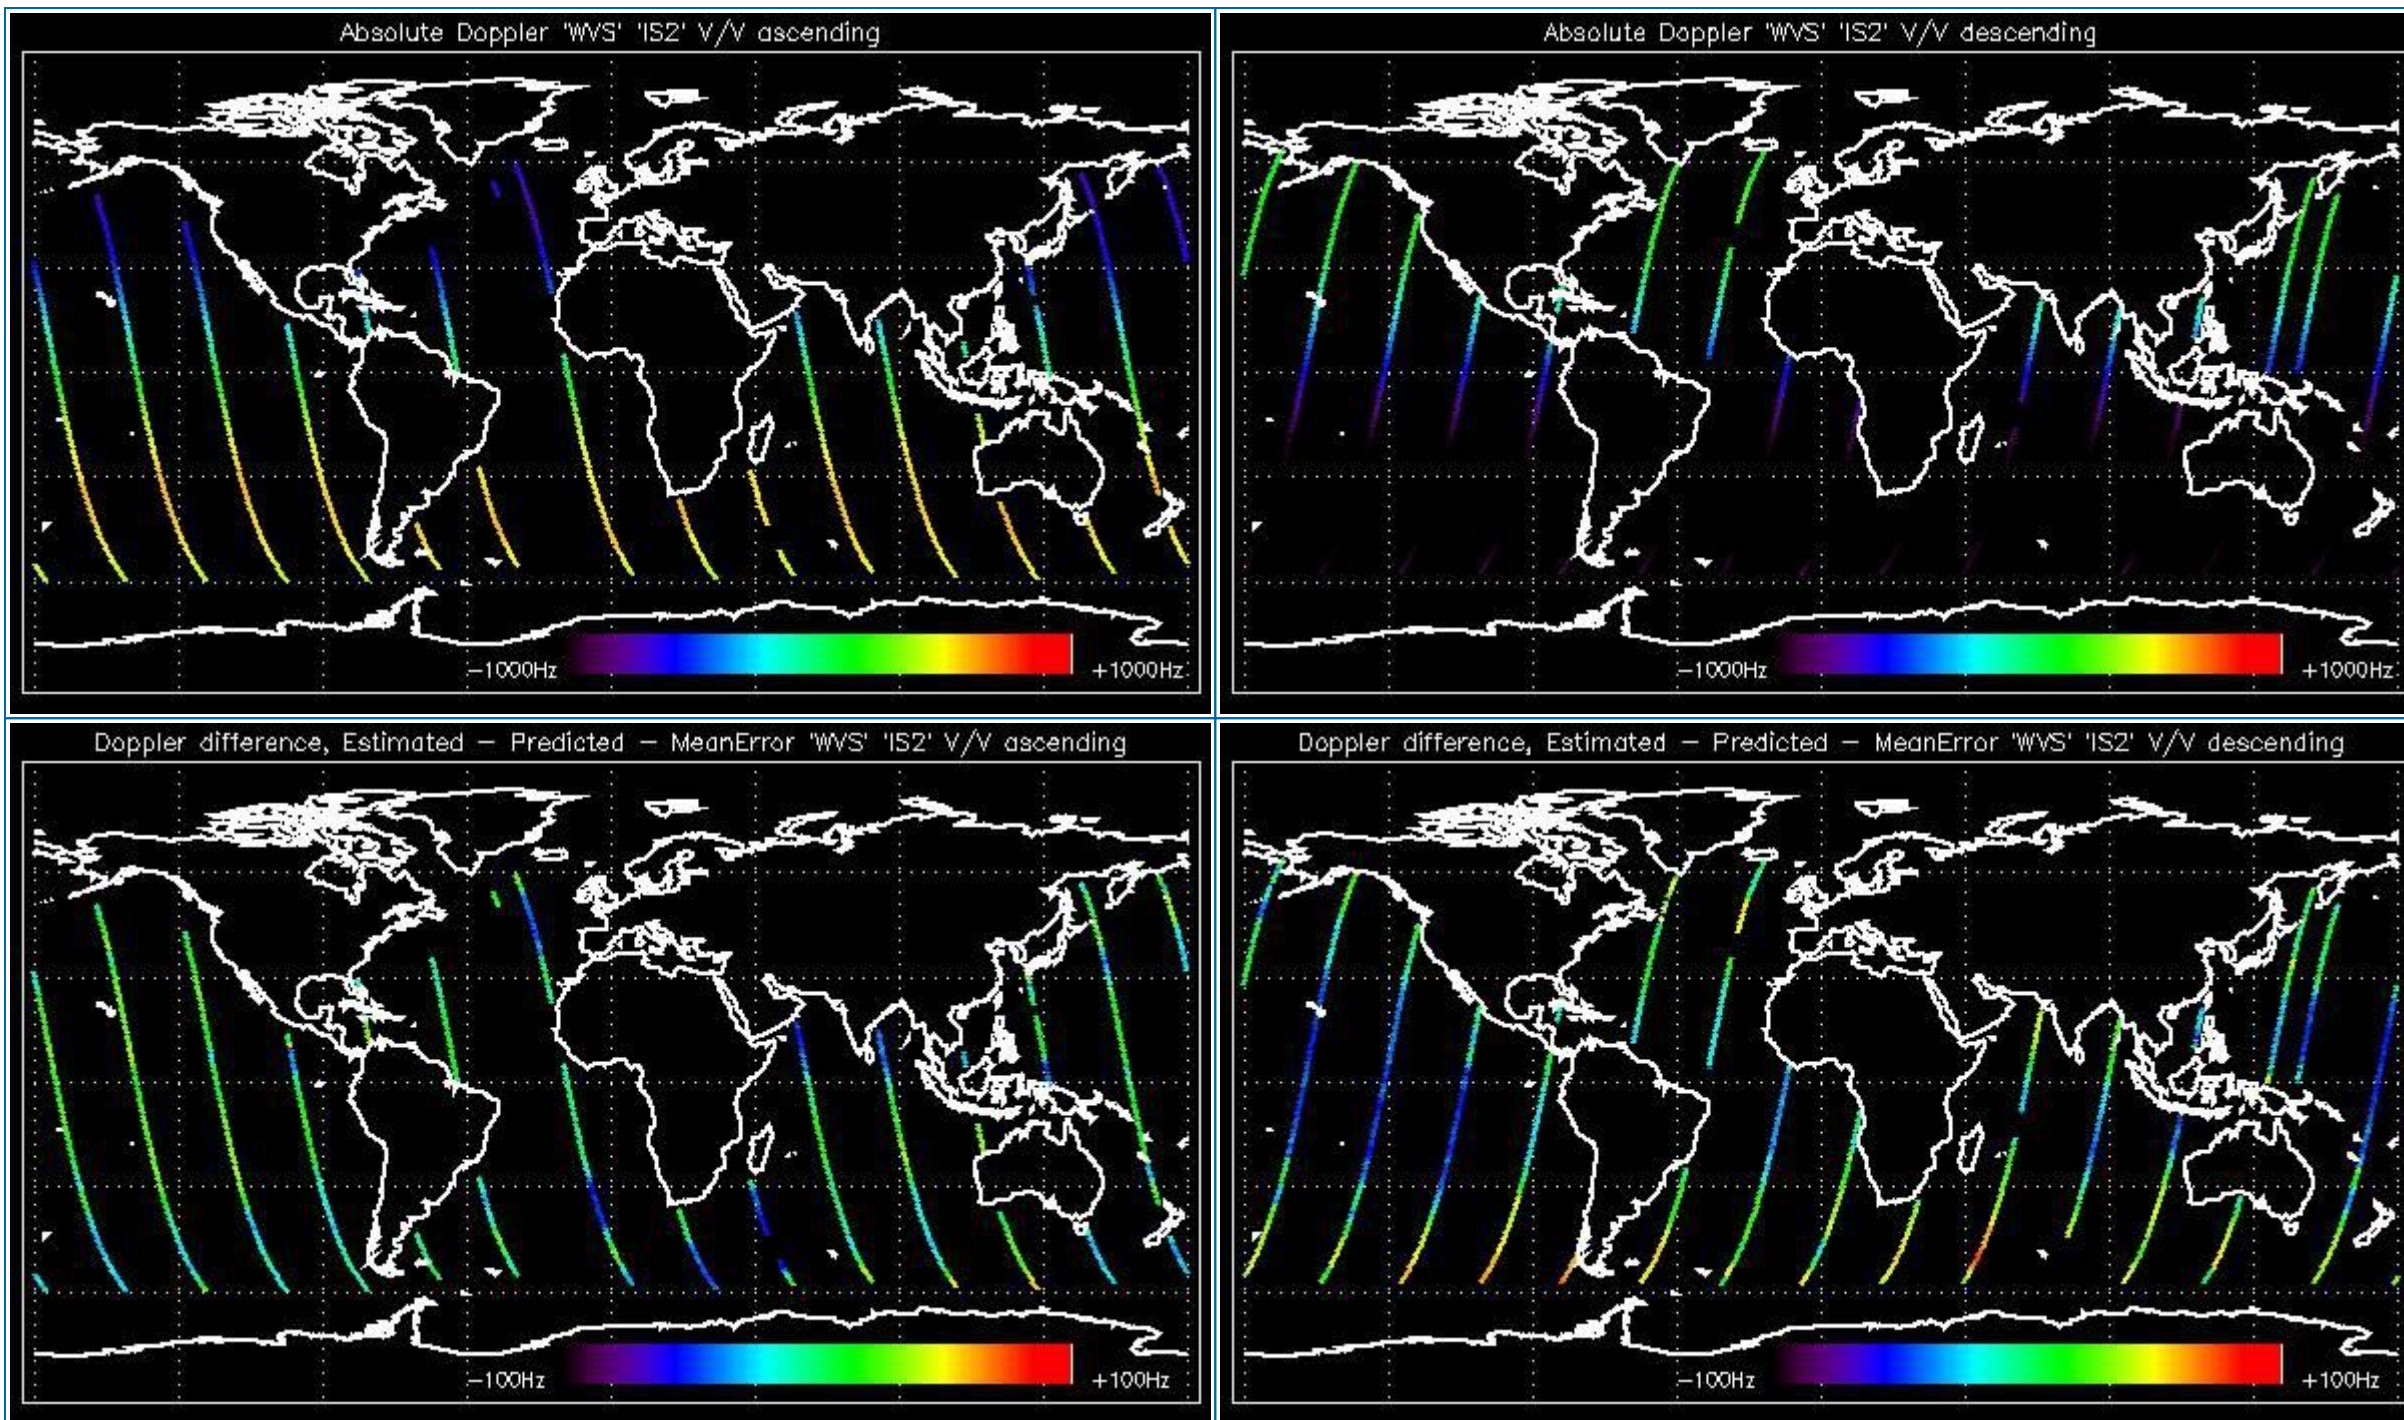 Absolute Doppler 'WVS' 'IS2' V/V ascending
-1000Hz
+1000Hz
Absolute Doppler 'WVS' 'IS2' V/V descending
-1000Hz
+1000Hz
Doppler difference, Estimated - Predicted - MeanError 'WVS' 'IS2' V/V ascending
-100Hz
+100Hz
Doppler difference, Estimated - Predicted - MeanError 'WVS' 'IS2' V/V descending
-100Hz
+100Hz